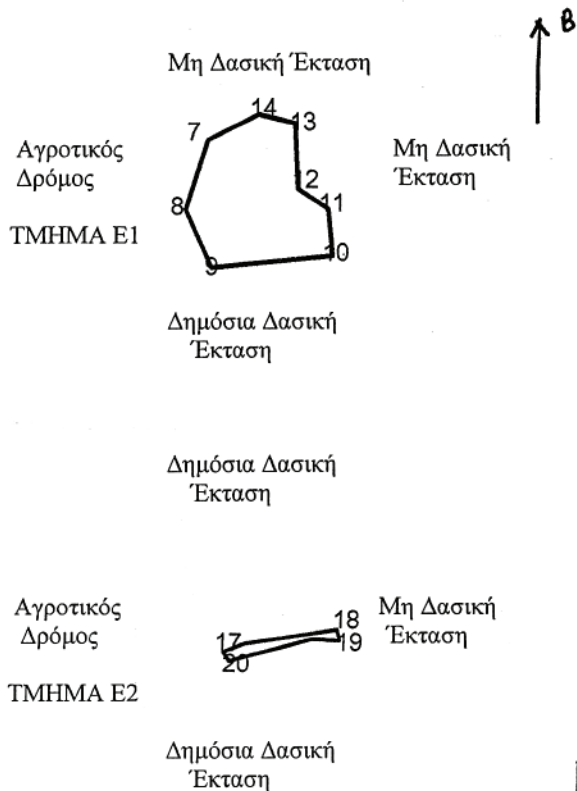 Β
Μη Δασική Έκταση
14
13
7
Αγροτικός
Δρόμος
Μη Δασική
Έκταση
2
8
11
ΤΜΗΜΑ Ε1
10
9
Δημόσια Δασική
Έκταση
Δημόσια Δασική
Έκταση
Αγροτικός
Δρόμος
18
Μη Δασική
Έκταση
17
19
20
ΤΜΗΜΑ Ε2
Δημόσια Δασική
Έκταση